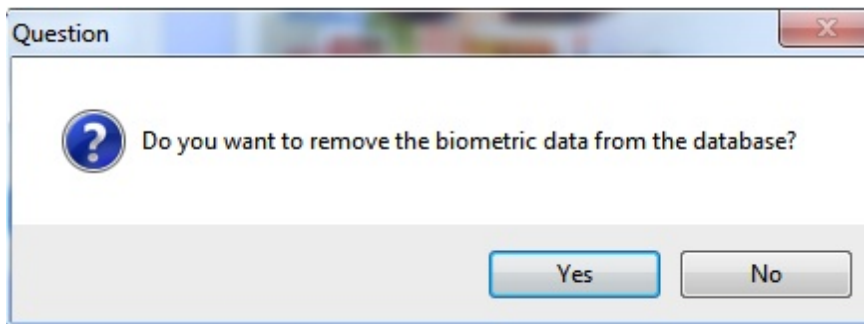 Question
Do you want to remove the biometric data from the database?
Yes
No